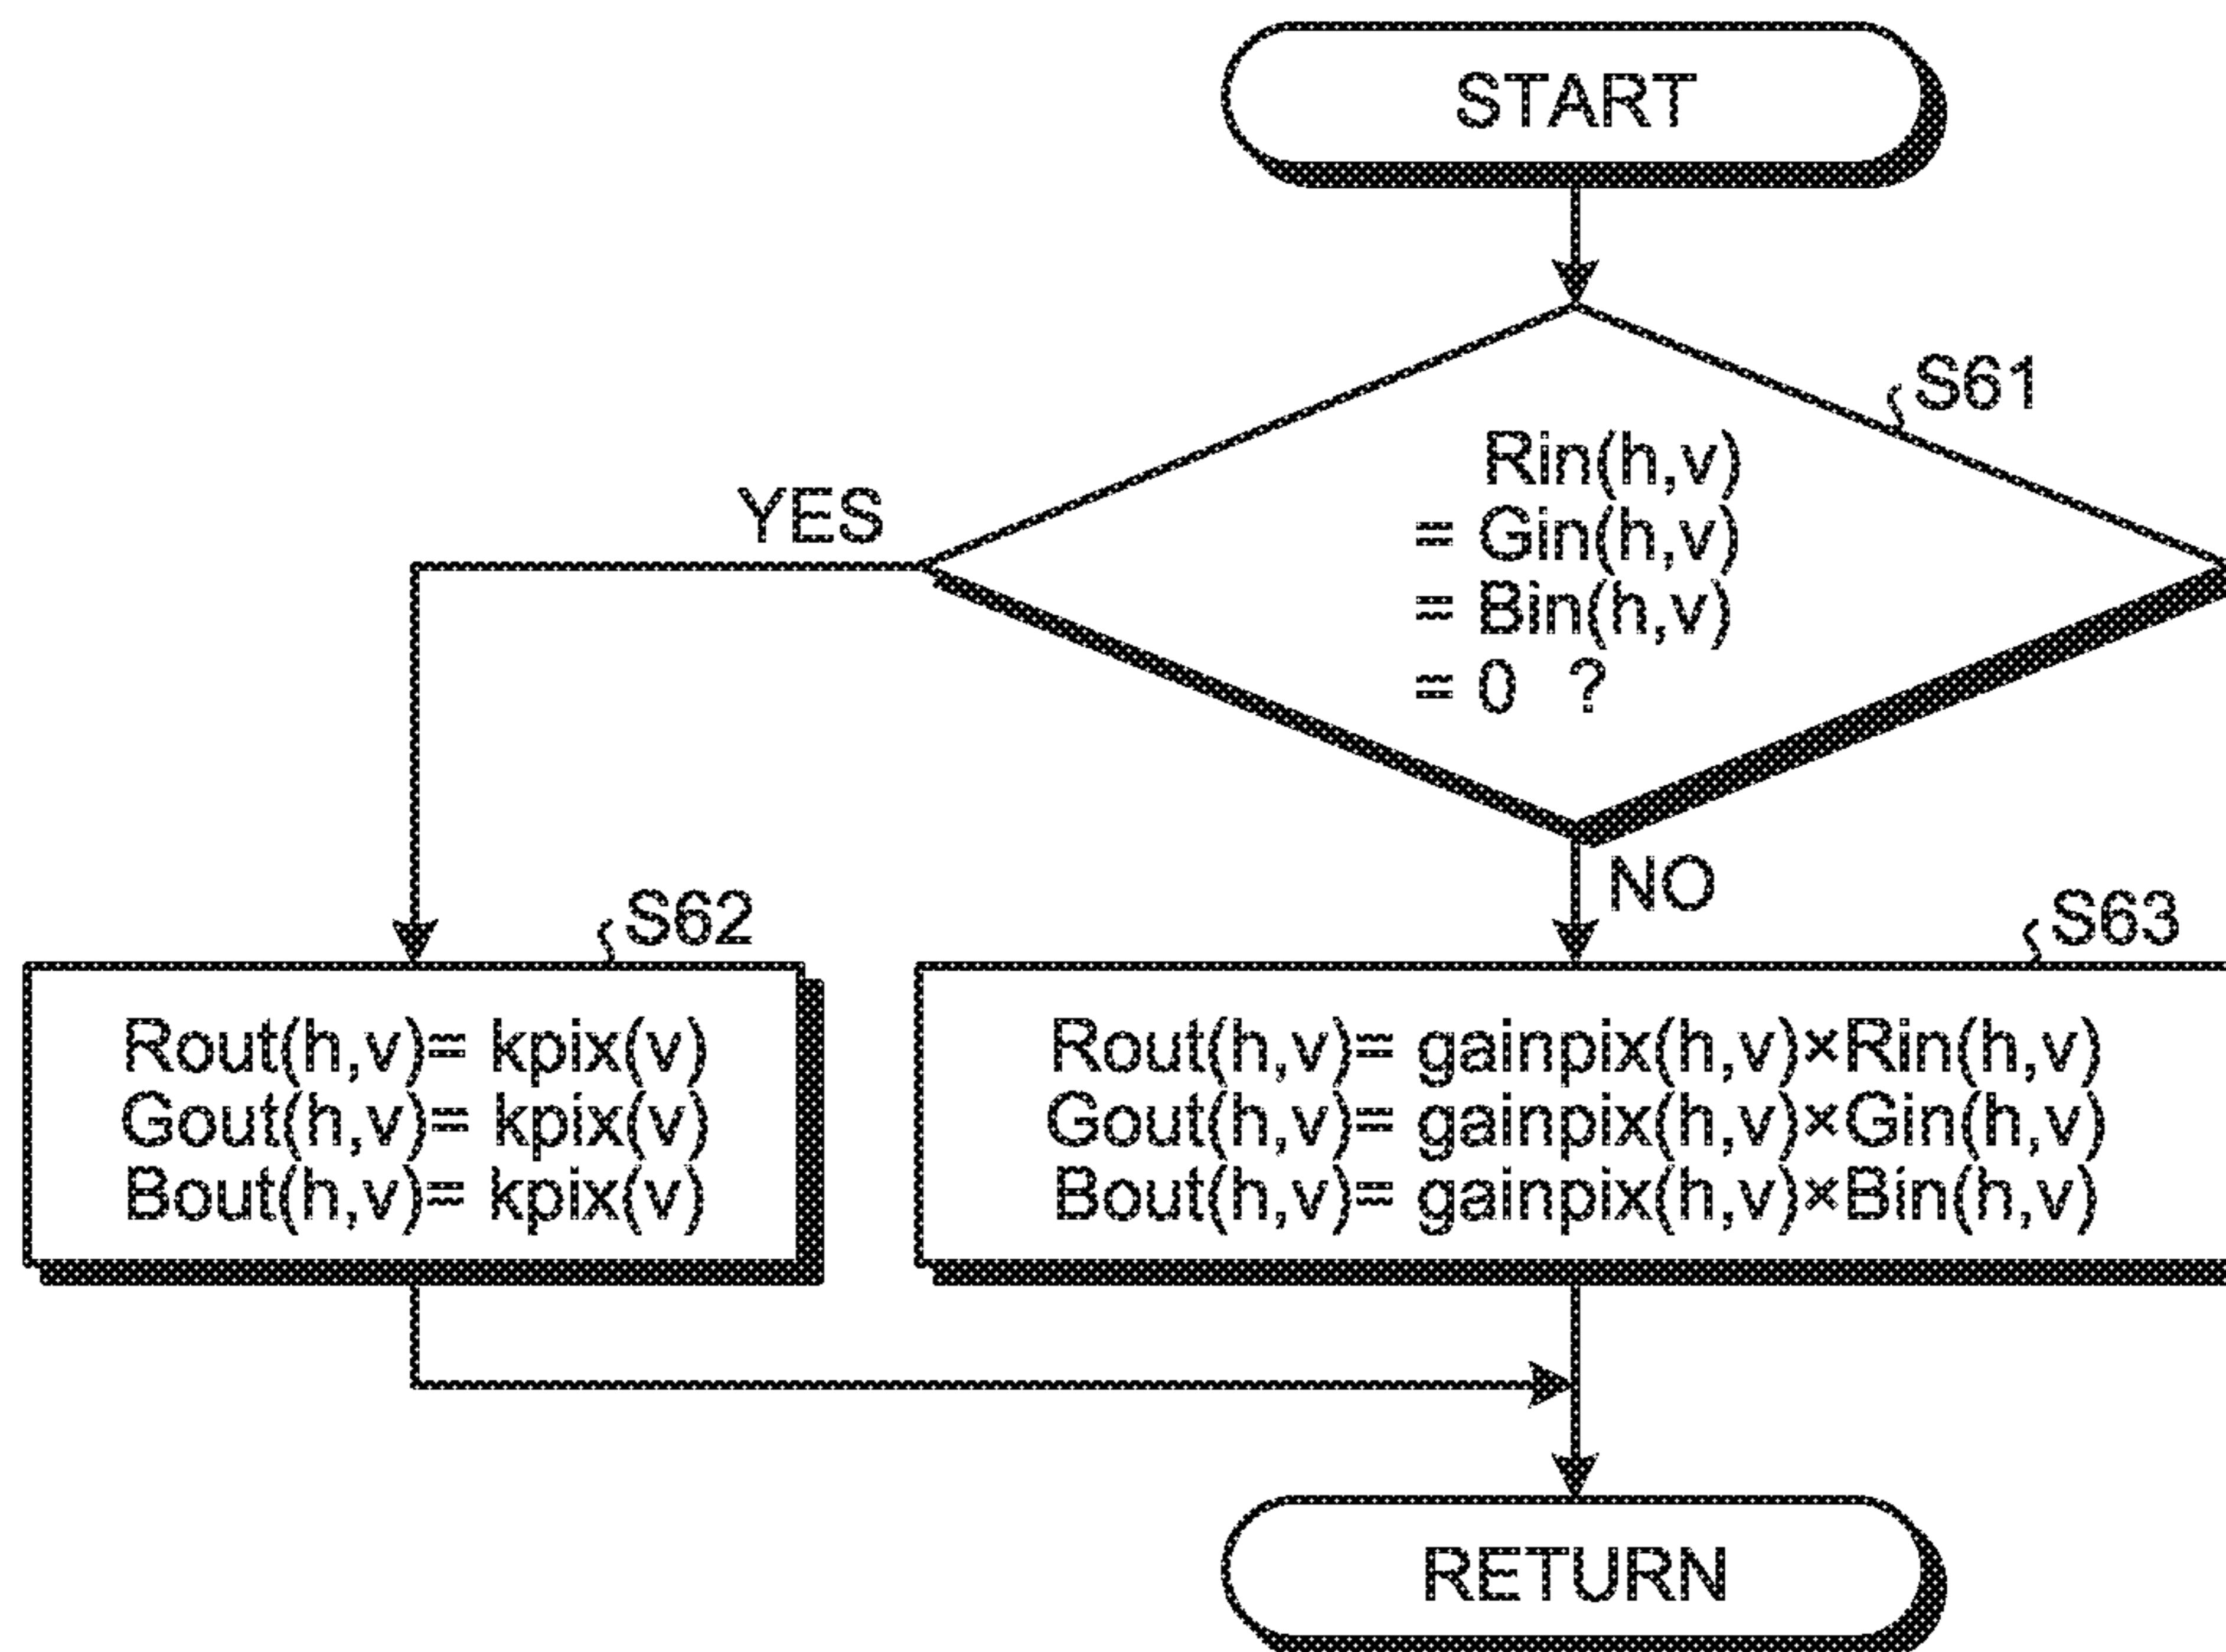 START
S61
Rin(h,v)
= Gin(h,v)
= Bin(h,v)
= 0 ?
YES
NO
S62
Rout(h,v)= kpix(v)
Gout(h,v)= kpix(v)
Bout(h,v)= kpix(v)
S63
Rout(h,v)= gainpix(h,v)×Rin(h,v)
Gout(h,v)= gainpix(h,v)×Gin(h,v)
Bout(h,v)= gainpix(h,v)×Bin(h,v)
RETURN